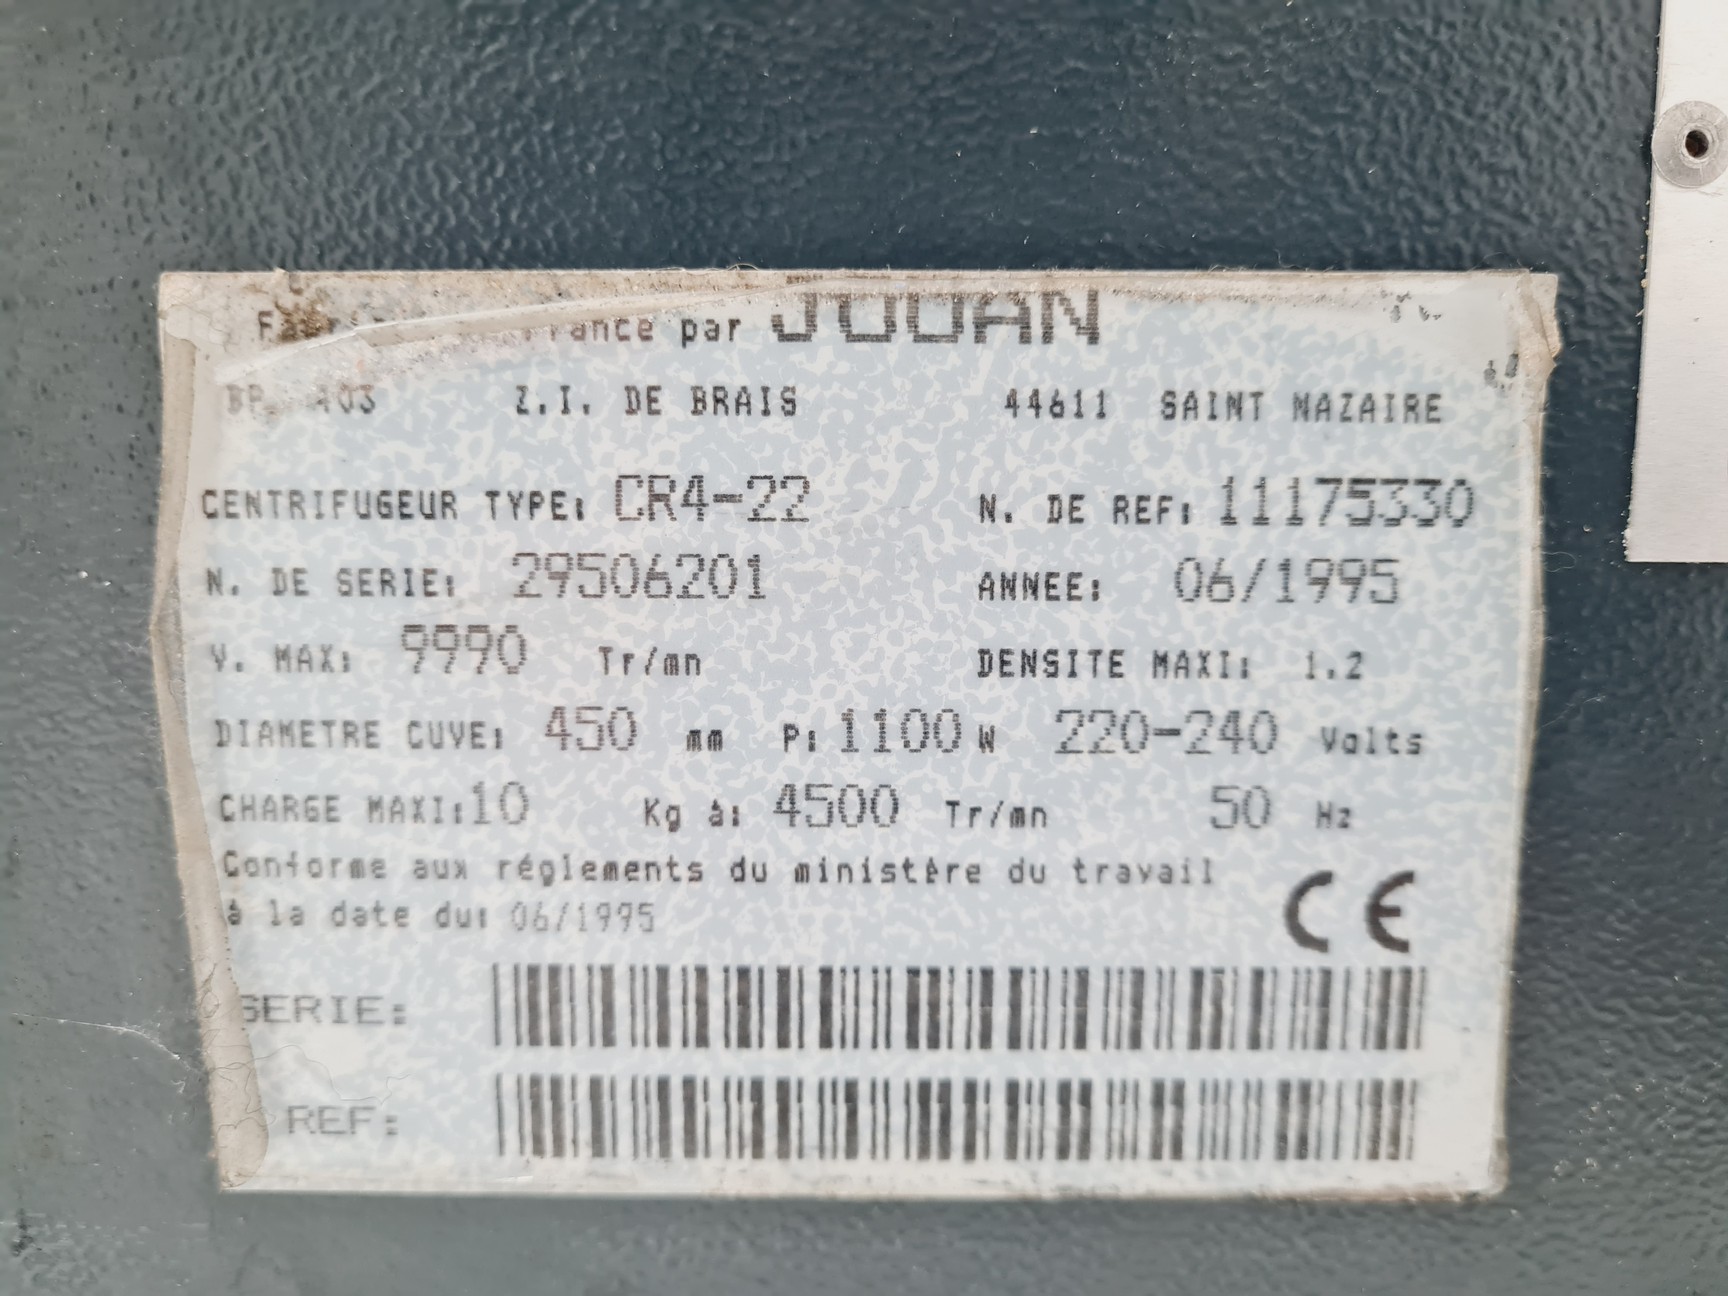 France par JOUAN
BP 403 Z.I. DE BRAIS 44611 SAINT NAZAIRE
CENTRIFUGEUR TYPE: CR4-22 N. DE REF: 11175330
N. DE SERIE: 29506201 ANNEE: 06/1995
V. MAX: 9990 Tr/mn DENSITE MAXI: 1.2
DIAMETRE CUVE: 450 mm P: 1100 W 220-240 Volts
CHARGE MAXI: 10 Kg à: 4500 Tr/mn 50 Hz
Conforme aux réglements du ministère du travail
à la date du: 06/1995 CE
SERIE:
REF: